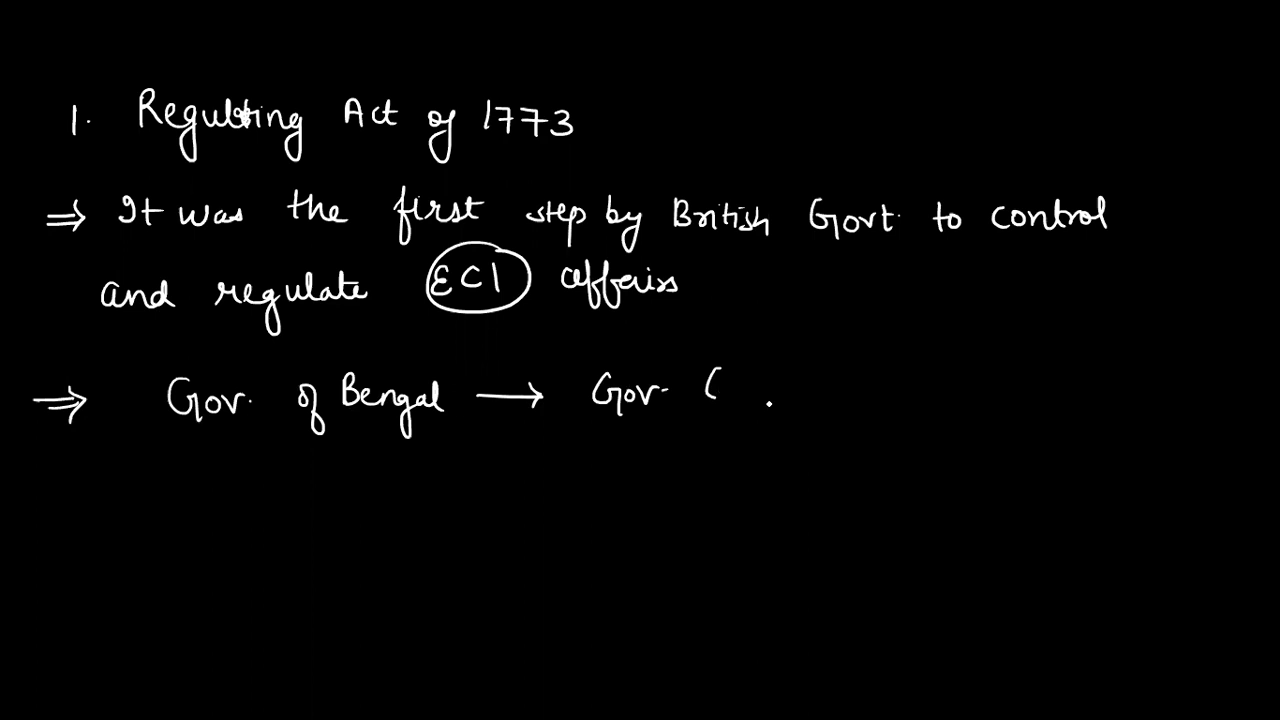 1. Regulating Act of 1773
⇒ It was the first step by British Govt. to control
and regulate ECI affairs
⇒ Gov. of Bengal → Gov. (